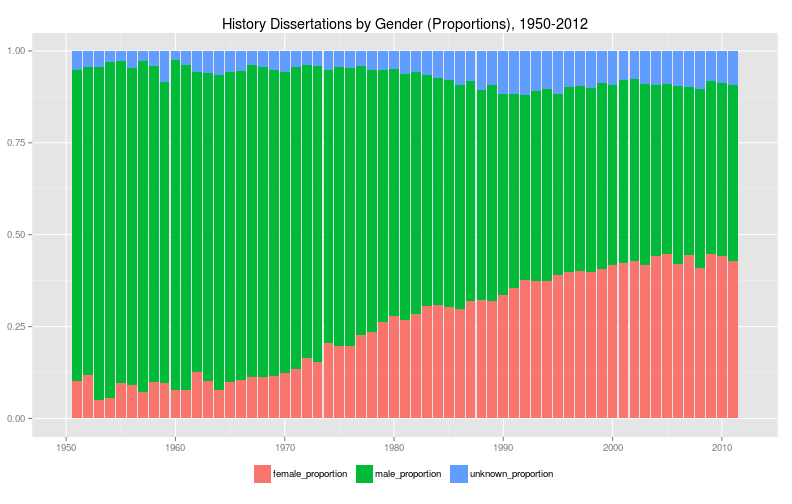 History Dissertations by Gender (Proportions), 1950-2012
1.00
0.75
0.50
0.25
0.00
1950 1960 1970 1980 1990 2000 2010
female_proportion male_proportion unknown_proportion